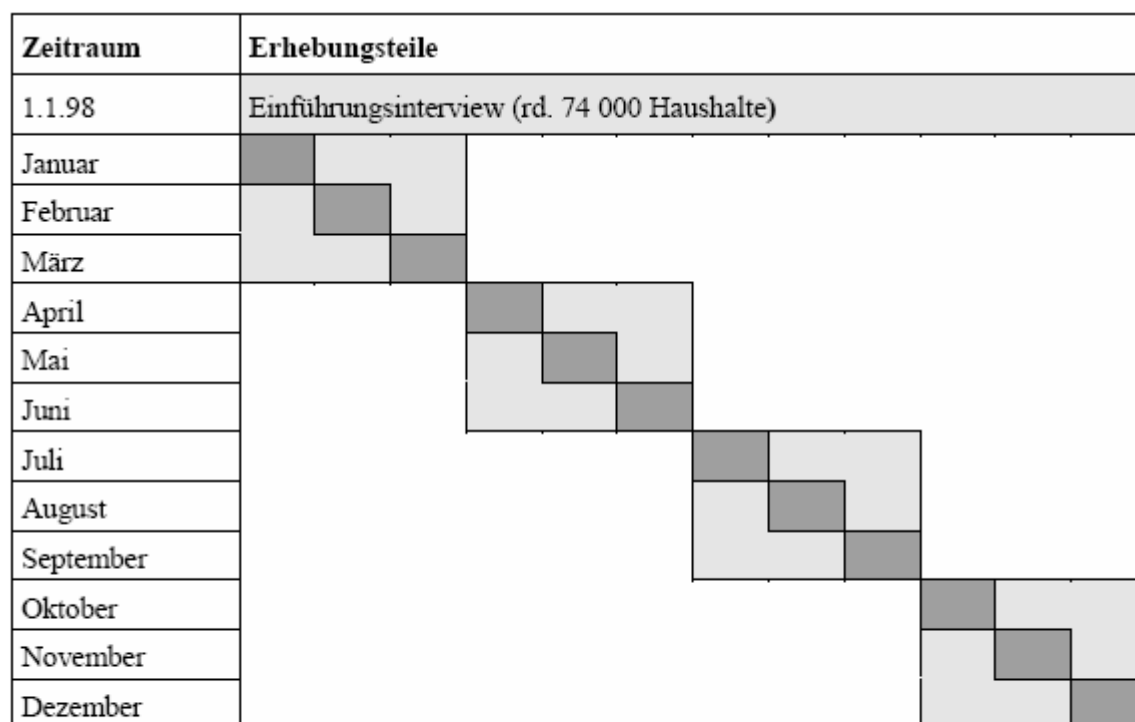 Zeitraum Erhebungsteile
1.1.98 Einführungsinterview (rd. 74 000 Haushalte)
Januar
Februar
März
April
Mai
Juni
Juli
August
September
Oktober
November
Dezember